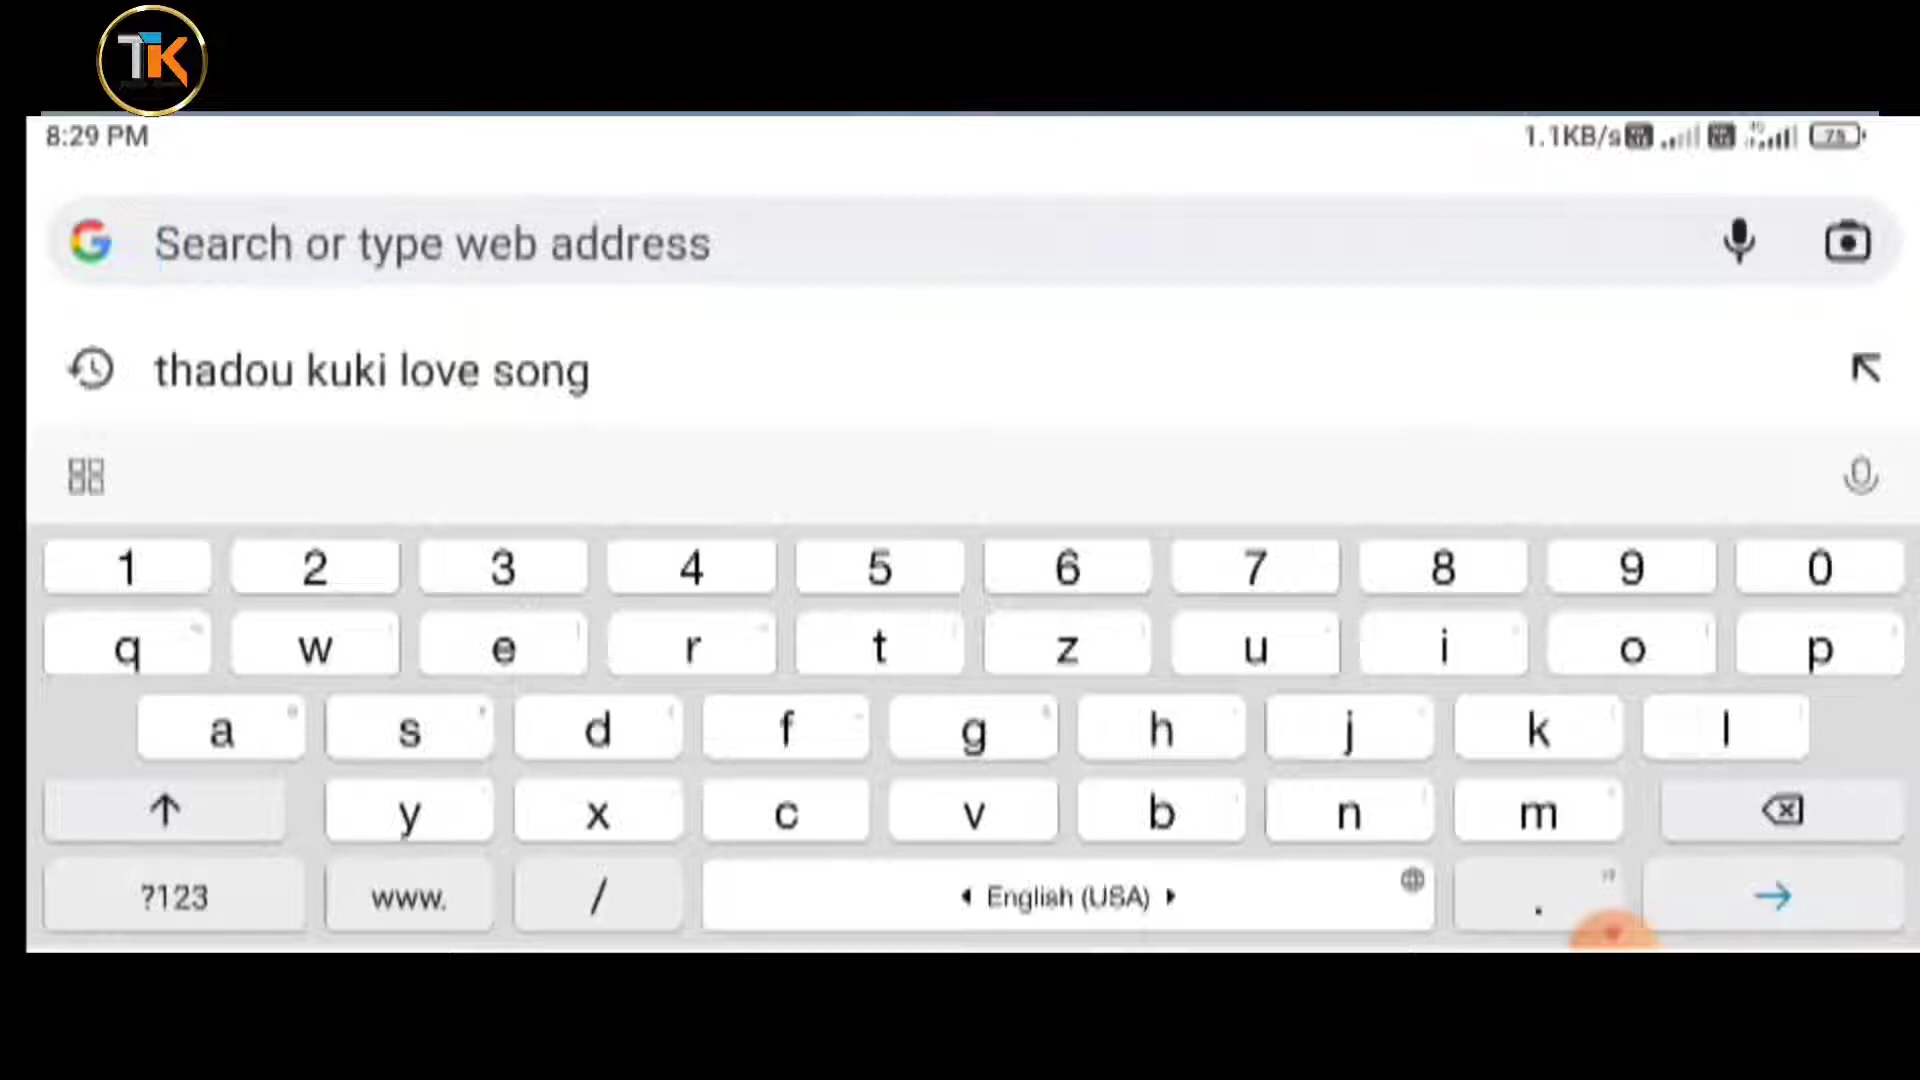 TK
8:29 PM
1.1KB/s
75
Search or type web address
thadou kuki love song
1 2 3 4 5 6 7 8 9 0
q w e r t z u i o p
a s d f g h j k l
y x c v b n m
?123 www. / English (USA) .